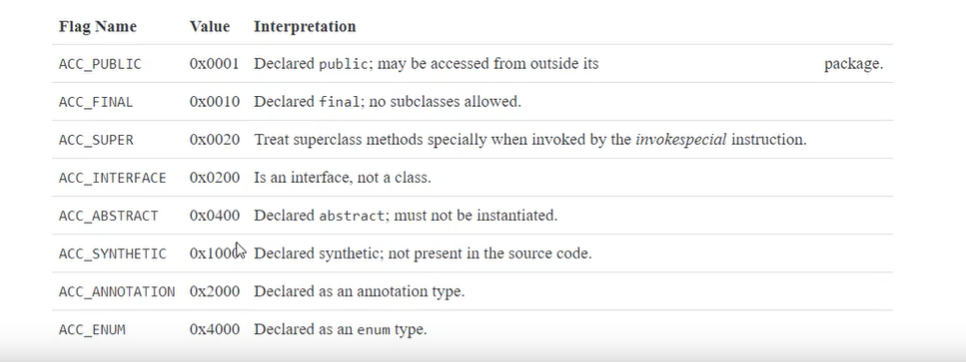 Flag Name Value Interpretation
ACC_PUBLIC 0x0001 Declared public; may be accessed from outside its package.
ACC_FINAL 0x0010 Declared final; no subclasses allowed.
ACC_SUPER 0x0020 Treat superclass methods specially when invoked by the invokespecial instruction.
ACC_INTERFACE 0x0200 Is an interface, not a class.
ACC_ABSTRACT 0x0400 Declared abstract; must not be instantiated.
ACC_SYNTHETIC 0x1000 Declared synthetic; not present in the source code.
ACC_ANNOTATION 0x2000 Declared as an annotation type.
ACC_ENUM 0x4000 Declared as an enum type.